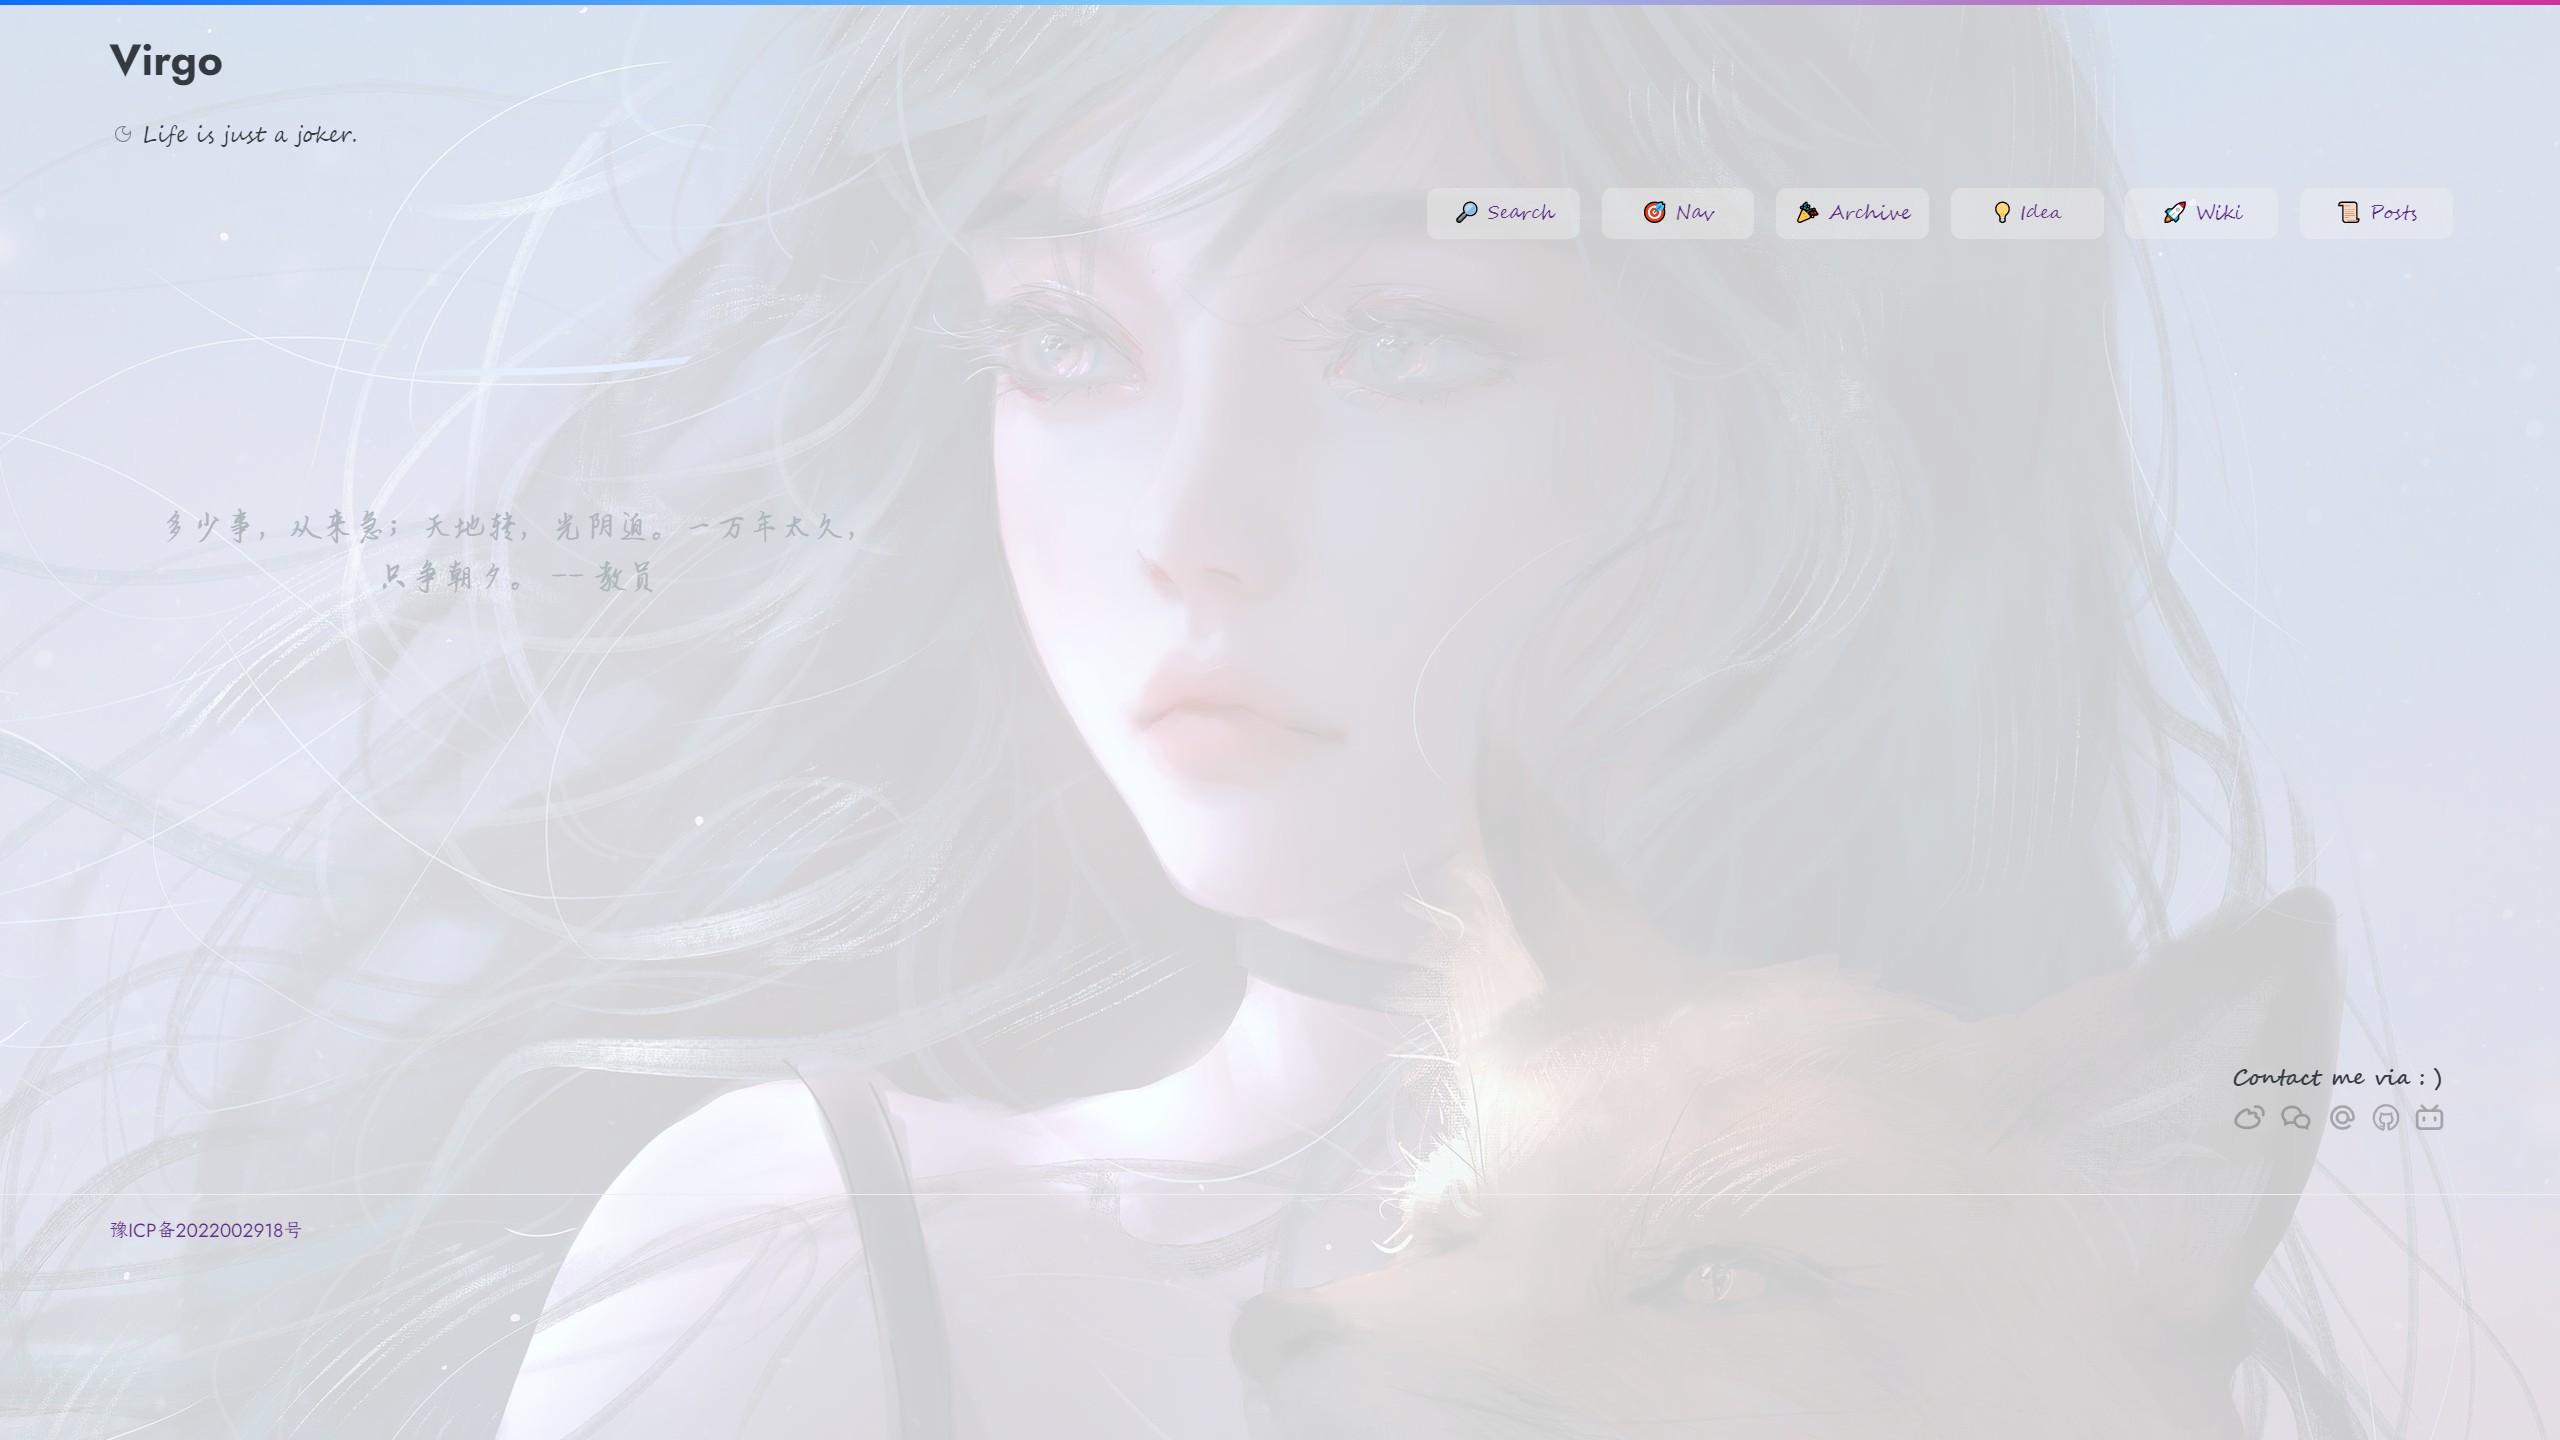 Virgo
Life is just a joker.
🔎 Search 🎯 Nav 🎉 Archive 💡 Idea 🚀 Wiki 📜 Posts
多少事，从来急；天地转，光阴迫。一万年太久，
只争朝夕。 -- 教员
Contact me via : )
豫ICP备2022002918号